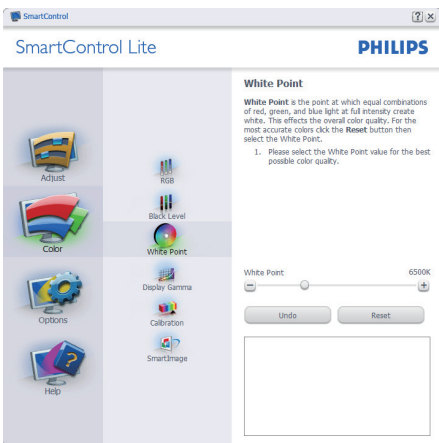 SmartControl
? ×
SmartControl Lite
PHILIPS
Adjust
Color
Options
Help
RGB
Black Level
White Point
Display Gamma
Calibration
SmartImage
White Point
White Point is the point at which equal combinations
of red, green, and blue light at full intensity create
white. This effects the overall color quality. For the
most accurate colors click the Reset button then
select the White Point.
1. Please select the White Point value for the best
possible color quality.
White Point 6500K
Undo Reset